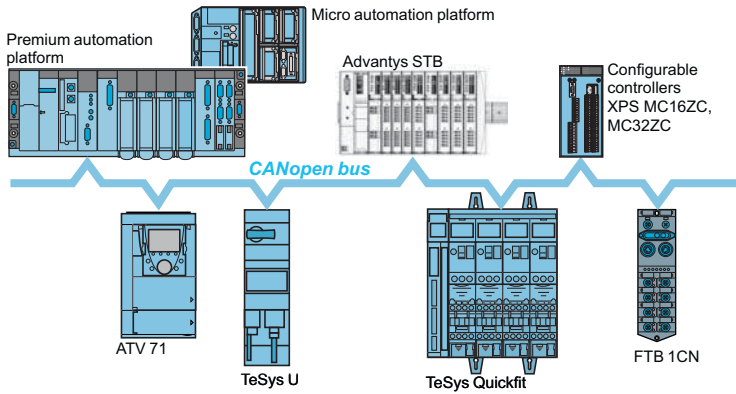 Micro automation platform
Premium automation
platform
Advantys STB
Configurable
controllers
XPS MC16ZC,
MC32ZC
CANopen bus
ATV 71
TeSys U
TeSys Quickfit
FTB 1CN